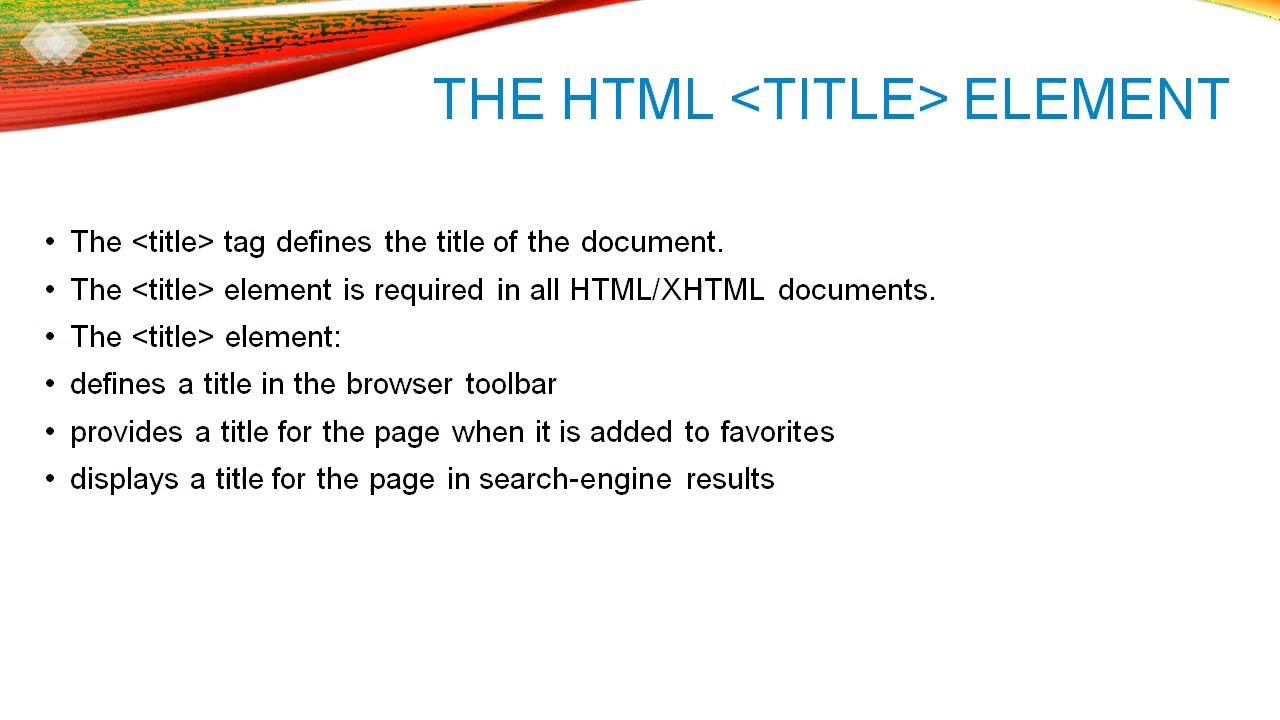 THE HTML <TITLE> ELEMENT
• The <title> tag defines the title of the document.
• The <title> element is required in all HTML/XHTML documents.
• The <title> element:
• defines a title in the browser toolbar
• provides a title for the page when it is added to favorites
• displays a title for the page in search-engine results